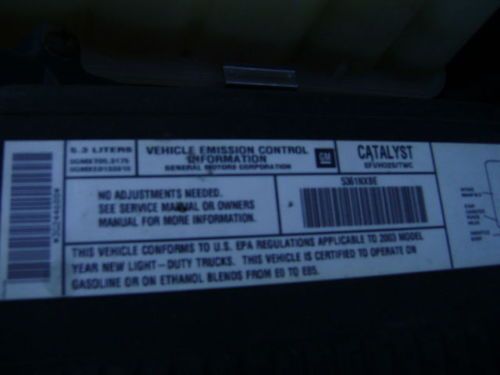 5.3 LITERS
VEHICLE EMISSION CONTROL
INFORMATION
GENERAL MOTORS CORPORATION
GM
CATALYST
NO ADJUSTMENTS NEEDED.
SEE SERVICE MANUAL OR OWNERS
MANUAL FOR MORE INFORMATION.
THIS VEHICLE CONFORMS TO U.S. EPA REGULATIONS APPLICABLE TO 2003 MODEL
YEAR NEW LIGHT-DUTY TRUCKS. THIS VEHICLE IS CERTIFIED TO OPERATE ON
GASOLINE OR ON ETHANOL BLENDS FROM E0 TO E85.